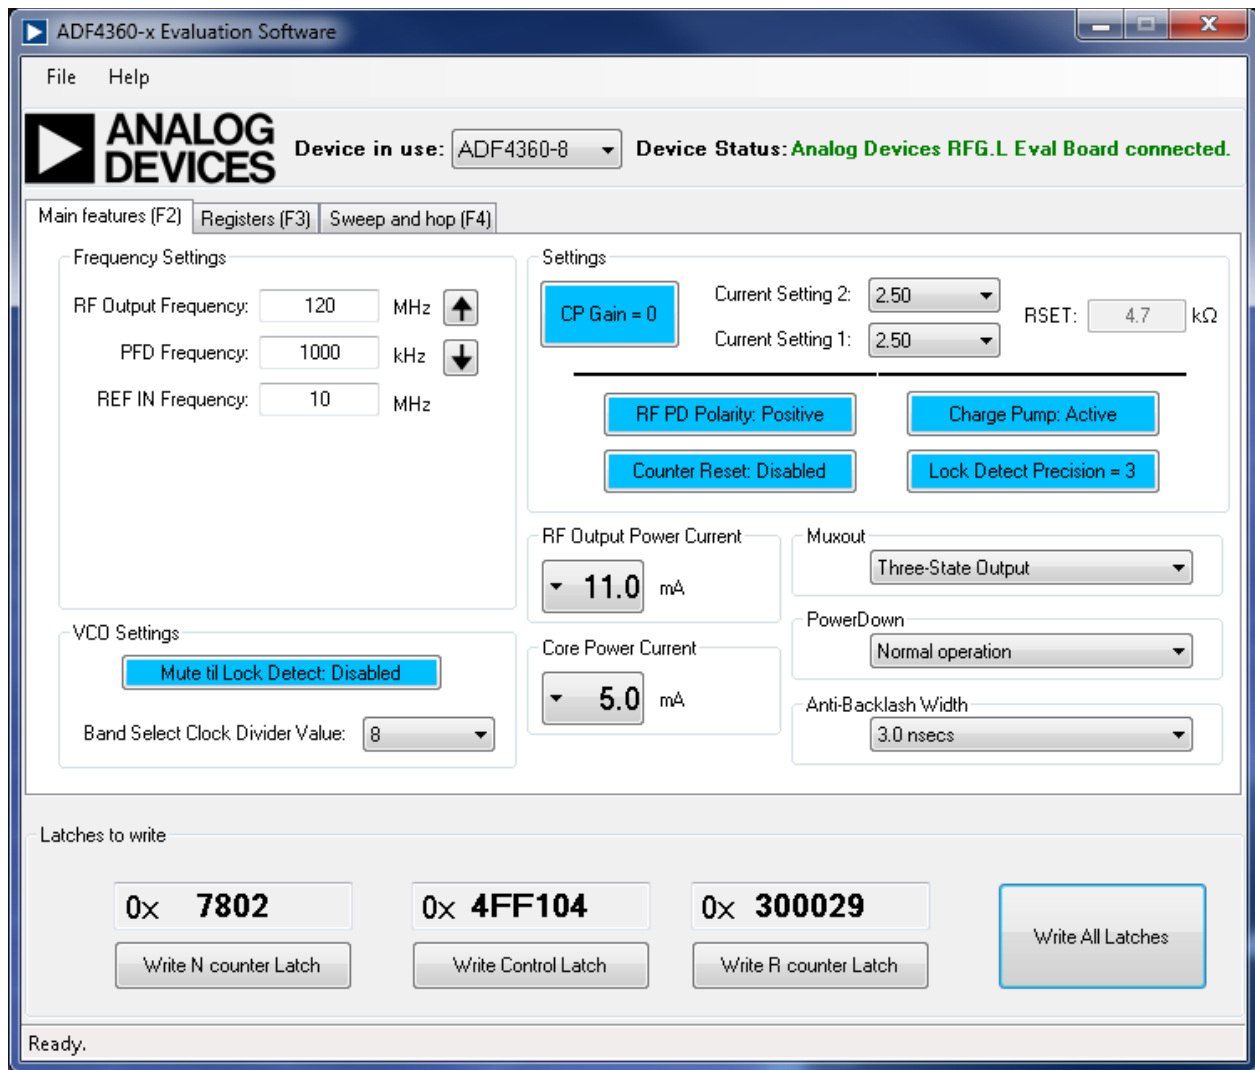 ADF4360-x Evaluation Software
File Help
ANALOG
DEVICES
Device in use: ADF4360-8 Device Status: Analog Devices RFG.L Eval Board connected.
Main features (F2) Registers (F3) Sweep and hop (F4)
Frequency Settings
RF Output Frequency: 120 MHz
PFD Frequency: 1000 kHz
REF IN Frequency: 10 MHz
Settings
CP Gain = 0
Current Setting 2: 2.50
Current Setting 1: 2.50
RSET: 4.7 kΩ
RF PD Polarity: Positive Charge Pump: Active
Counter Reset: Disabled Lock Detect Precision = 3
VCO Settings
Mute til Lock Detect: Disabled
Band Select Clock Divider Value: 8
RF Output Power Current
11.0 mA
Core Power Current
5.0 mA
Muxout
Three-State Output
PowerDown
Normal operation
Anti-Backlash Width
3.0 nsecs
Latches to write
0x 7802 0x 4FF104 0x 300029
Write N counter Latch Write Control Latch Write R counter Latch
Write All Latches
Ready.